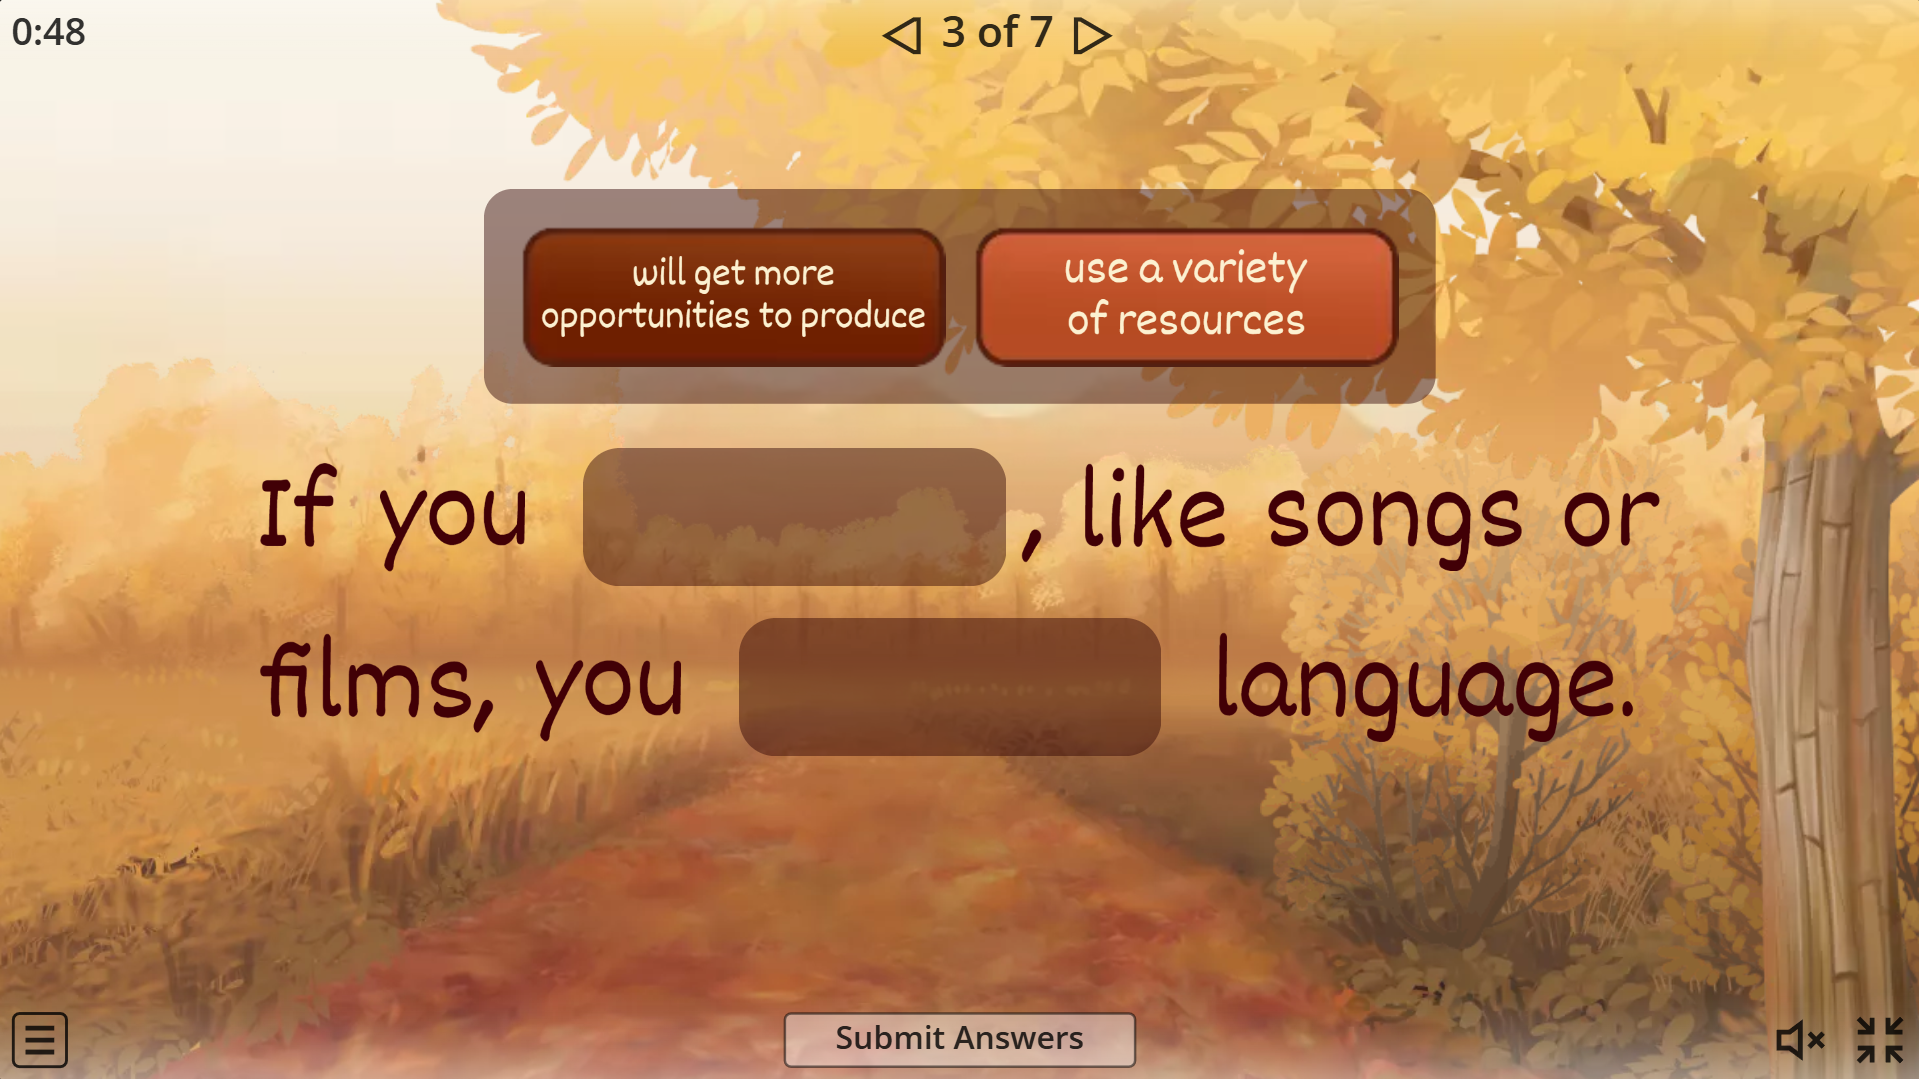 0:48
3 of 7
will get more
opportunities to produce
use a variety
of resources
If you , like songs or
films, you language.
Submit Answers